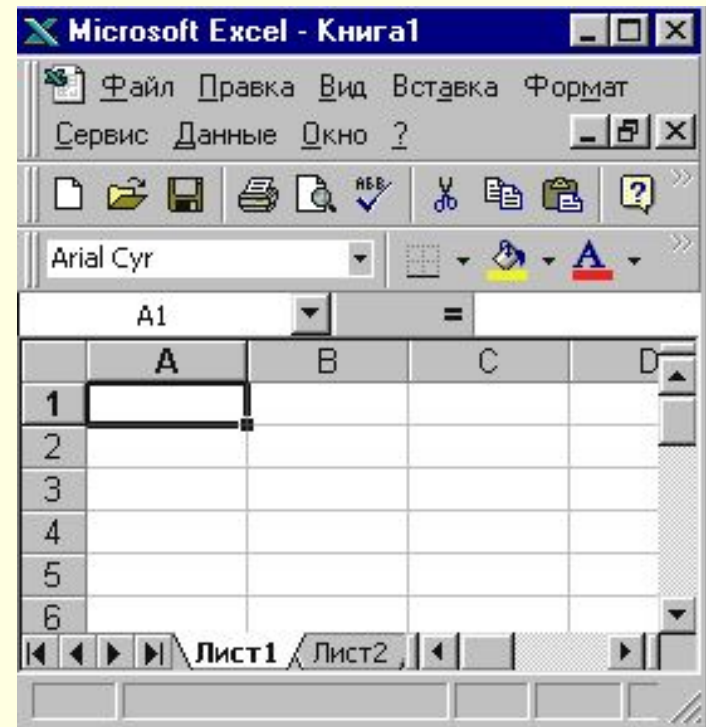 Microsoft Excel - Книга1
Файл Правка Вид Вставка Формат
Сервис Данные Окно ?
Arial Cyr
A1 =
A B C D
1
2
3
4
5
6
Лист1 Лист2